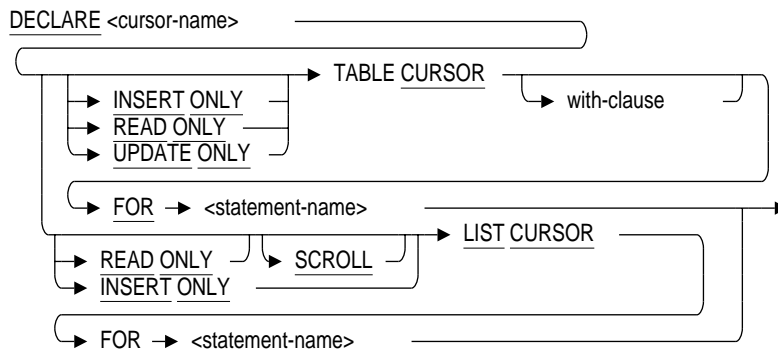 DECLARE <cursor-name>
TABLE CURSOR
INSERT ONLY
with-clause
READ ONLY
UPDATE ONLY
FOR <statement-name>
LIST CURSOR
READ ONLY SCROLL
INSERT ONLY
FOR <statement-name>